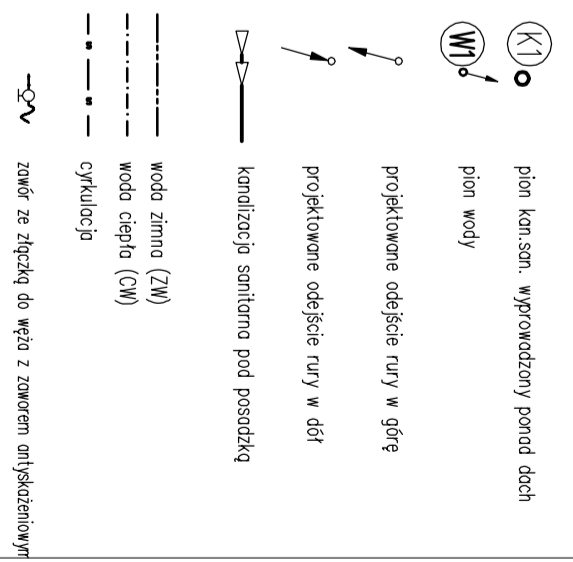 K1 pion kan.san. wyprowadzony ponad dach
W1 pion wody
projektowane odejście rury w górę
projektowane odejście rury w dół
kanalizacja sanitarna pod posadzką
woda zimna (ZW)
woda ciepła (CW)
s s cyrkulacja
zawór ze złączką do węża z zaworem antyskażeniowym